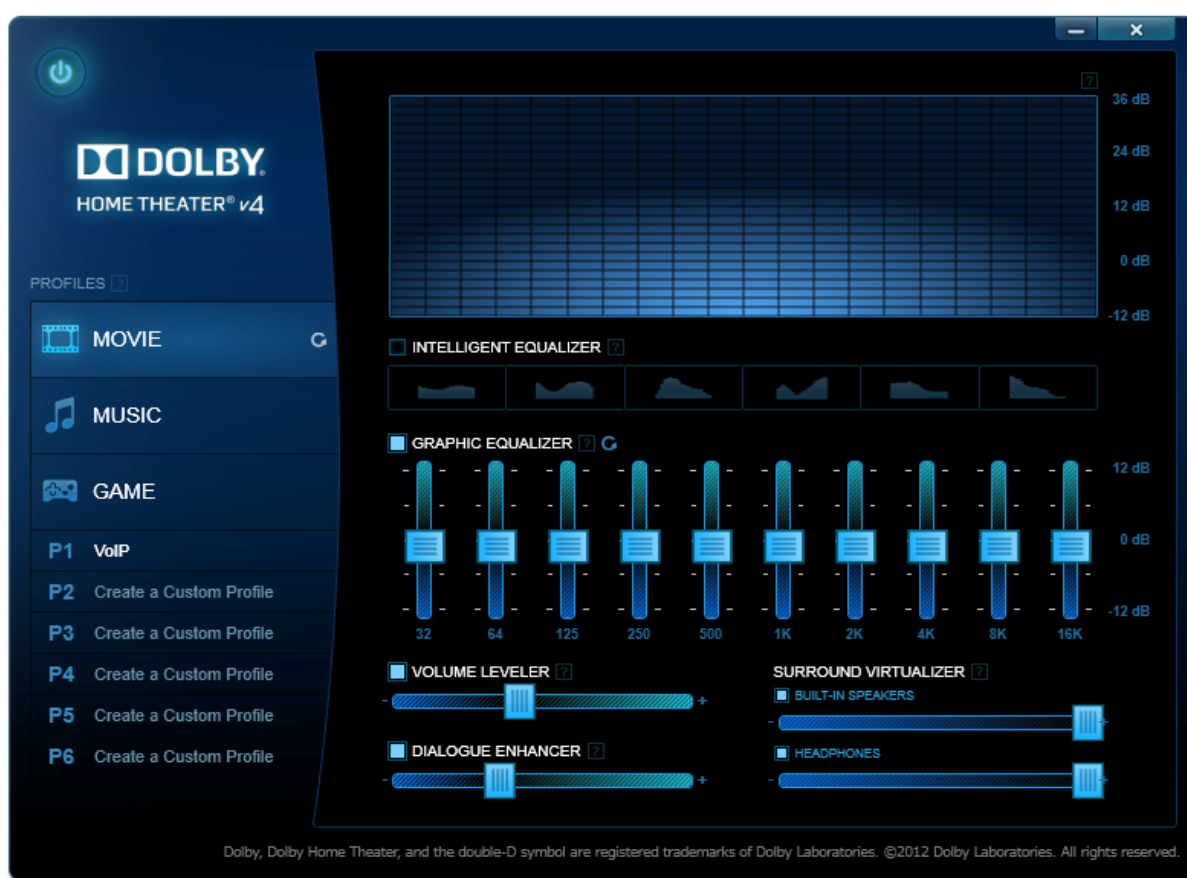 DOLBY.
HOME THEATER® v4
PROFILES ?
MOVIE
MUSIC
GAME
P1 VoIP
P2 Create a Custom Profile
P3 Create a Custom Profile
P4 Create a Custom Profile
P5 Create a Custom Profile
P6 Create a Custom Profile
?
36 dB
24 dB
12 dB
0 dB
-12 dB
INTELLIGENT EQUALIZER ?
GRAPHIC EQUALIZER ?
12 dB
0 dB
-12 dB
32 64 125 250 500 1K 2K 4K 8K 16K
VOLUME LEVELER ?
- +
DIALOGUE ENHANCER ?
- +
SURROUND VIRTUALIZER ?
BUILT-IN SPEAKERS
- +
HEADPHONES
- +
Dolby, Dolby Home Theater, and the double-D symbol are registered trademarks of Dolby Laboratories. ©2012 Dolby Laboratories. All rights reserved.